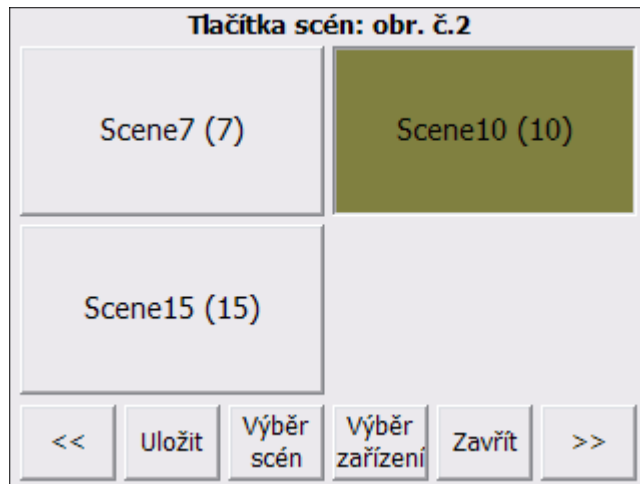 Tlačítka scén: obr. č.2
Scene7 (7)
Scene10 (10)
Scene15 (15)
<<
Uložit
Výběr
scén
Výběr
zařízení
Zavřít
>>